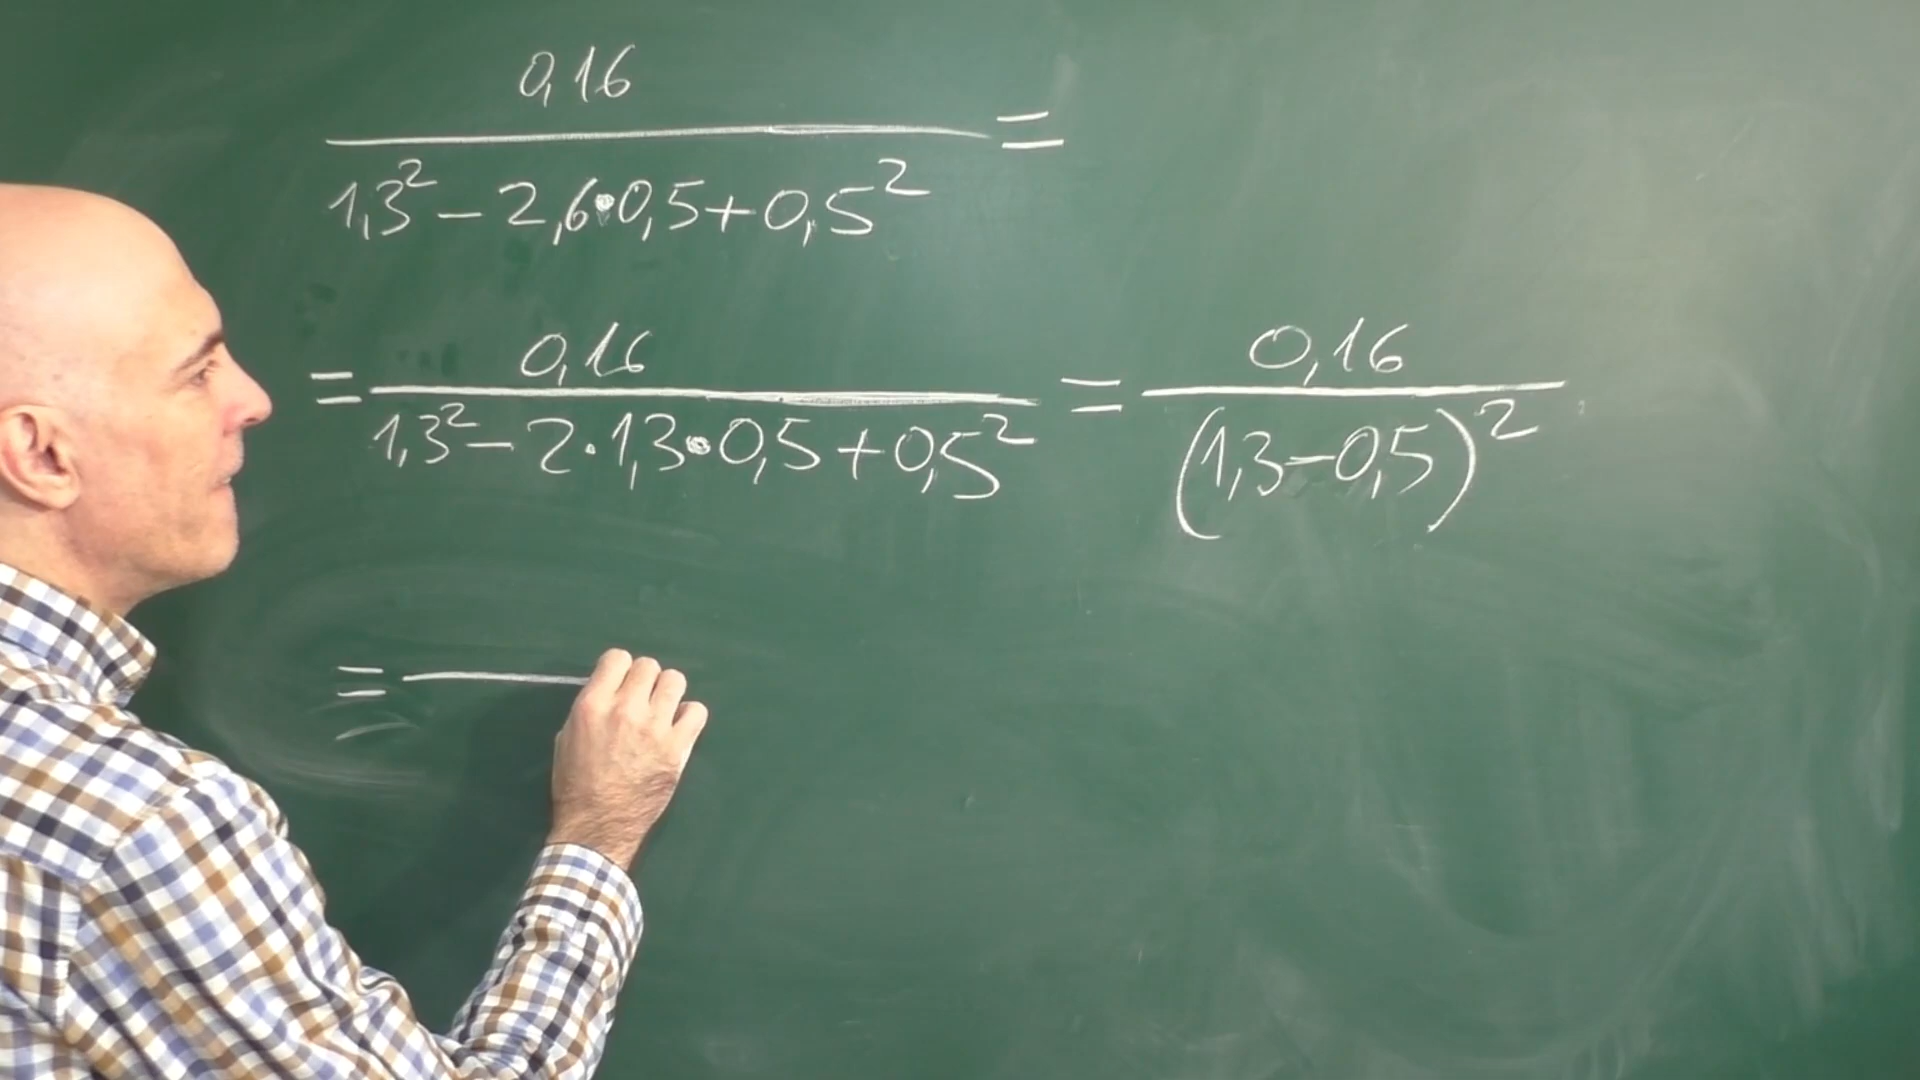 0,16
1,3² − 2,6•0,5+0,5² =
= 0,16 = 0,16
1,3² − 2·1,3•0,5+0,5² (1,3−0,5)²
=